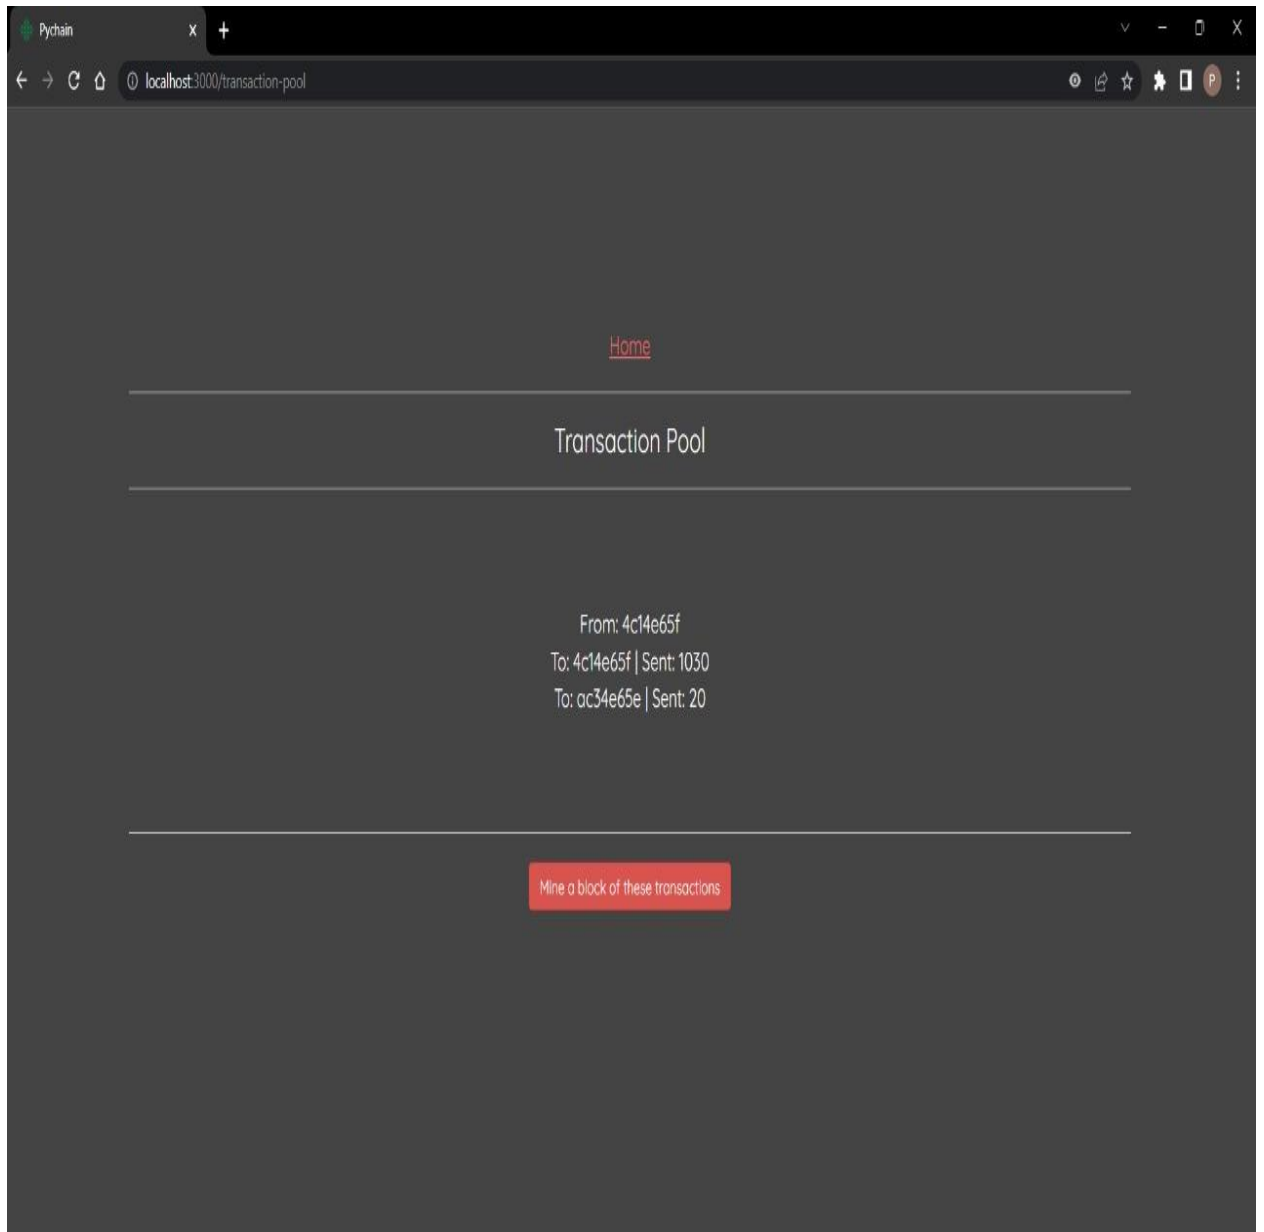 Pychain
localhost:3000/transaction-pool
P
Home
Transaction Pool
From: 4c14e65f
To: 4c14e65f | Sent: 1030
To: ac34e65e | Sent: 20
Mine a block of these transactions